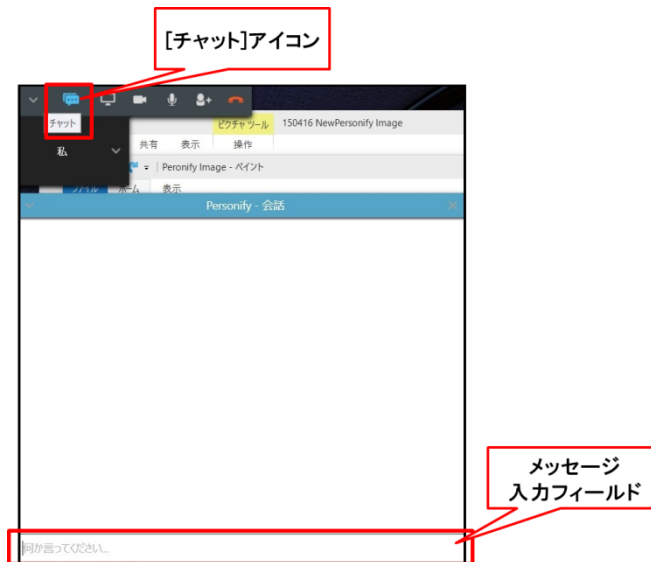 [チャット]アイコン
チャット
ピクチャ ツール
150416 NewPersonify Image
私
共有
表示
操作
Peronify Image - ペイント
ファイル
ホーム
表示
Personify - 会話
メッセージ
入力フィールド
何か言ってください...